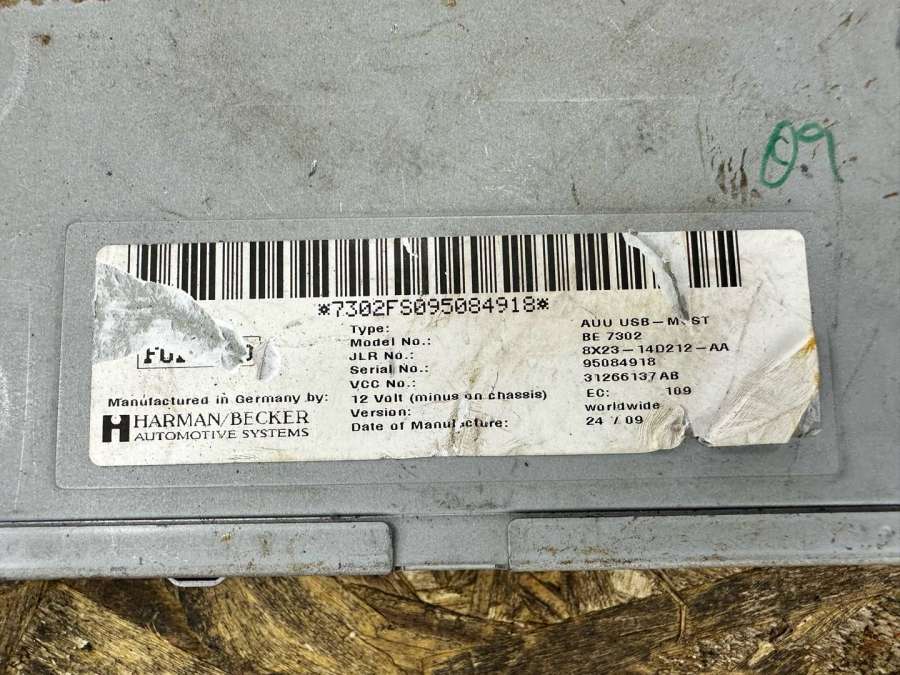 09
*7302FS095084918*
Type: AUU USB-M ST
Model No.: BE 7302
JLR No.: 8X23-14D212-AA
Serial No.: 95084918
VCC No.: 31266137AB
Manufactured in Germany by: 12 Volt (minus on chassis) EC: 109
HARMAN/BECKER Version: worldwide
AUTOMOTIVE SYSTEMS Date of Manufacture: 24 / 09